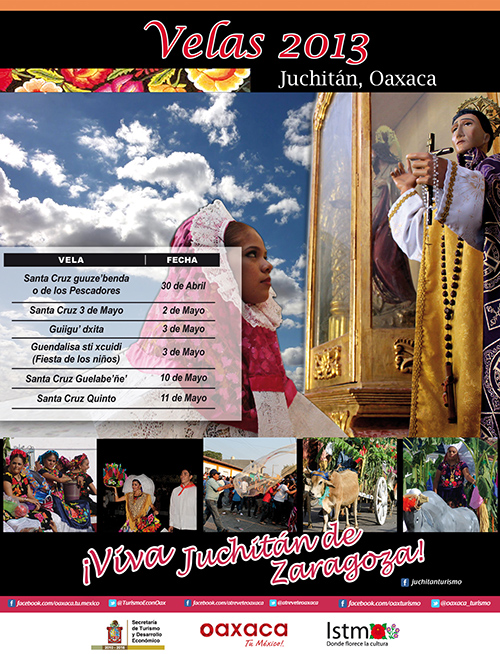 Velas 2013
Juchitán, Oaxaca
VELA | FECHA
Santa Cruz guuze'benda
o de los Pescadores
30 de Abril
Santa Cruz 3 de Mayo 2 de Mayo
Guiigu' dxita 3 de Mayo
Guendalisa sti xcuidi
(Fiesta de los niños)
3 de Mayo
Santa Cruz Guelabe'ñe' 10 de Mayo
Santa Cruz Quinto 11 de Mayo
¡Viva Juchitán de
Zaragoza!
juchitanturismo
facebook.com/oaxaca.tu.mexico @TurismoEconOax facebook.com/atreveteoaxaca @atreveteoaxaca facebook.com/oaxturismo @oaxaca_turismo
Secretaría
de Turismo
y Desarrollo
Económico
2010 - 2016
oaxaca
Tú México!.
Istmo
Donde florece la cultura